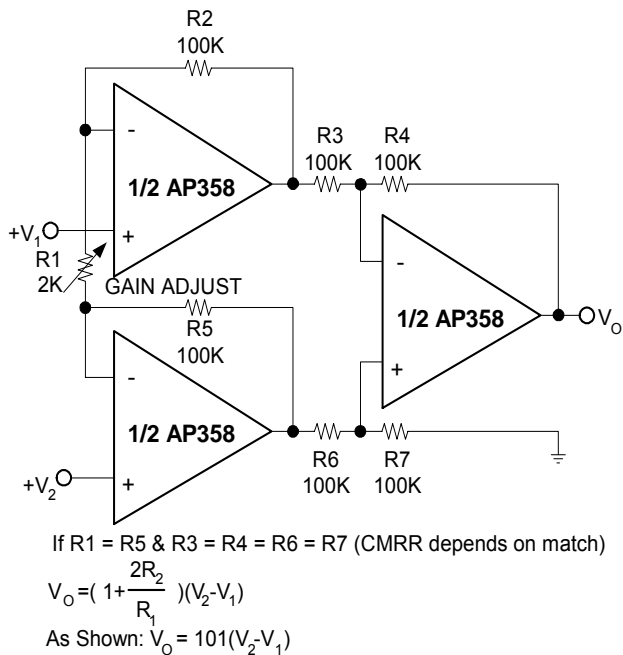 R2
100K
-
1/2 AP358
+
+V1
R1
2K
GAIN ADJUST
R3
100K
R4
100K
-
1/2 AP358
+
VO
R5
100K
-
1/2 AP358
+
+V2
R6
100K
R7
100K
If R1 = R5 & R3 = R4 = R6 = R7 (CMRR depends on match)
VO=( 1+2R2/R1 )(V2-V1)
As Shown: VO = 101(V2-V1)